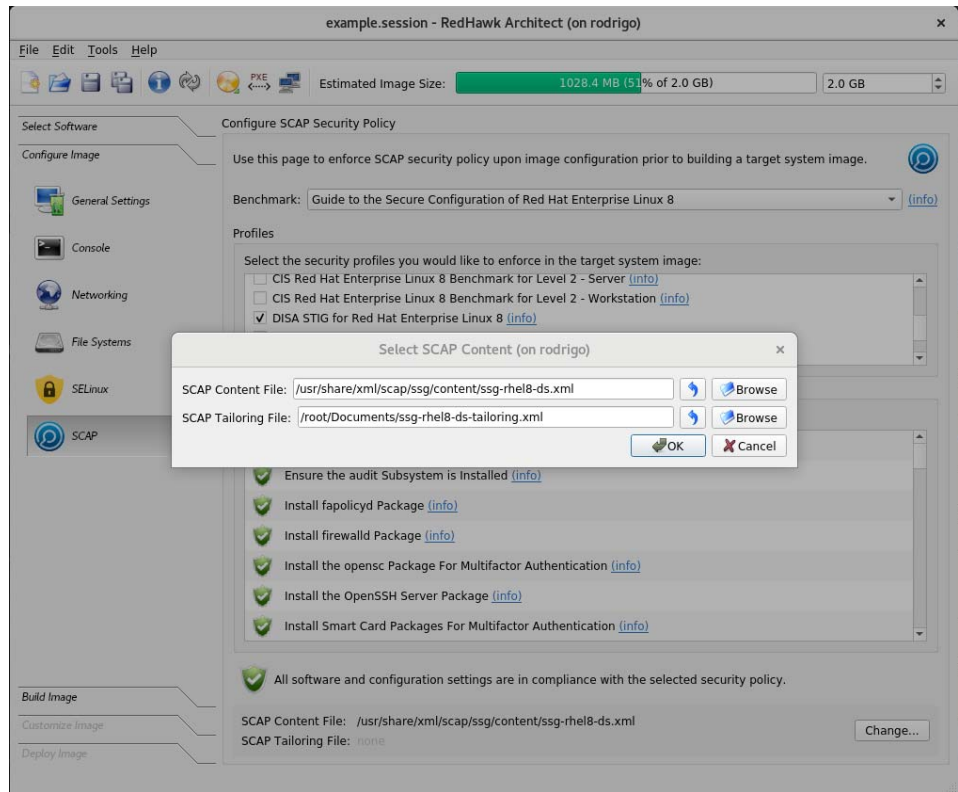 example.session - RedHawk Architect (on rodrigo)
File Edit Tools Help
PXE
Estimated Image Size: 1028.4 MB (51% of 2.0 GB) 2.0 GB
Select Software
Configure Image
General Settings
Console
Networking
File Systems
SELinux
SCAP
Build Image
Customize Image
Deploy Image
Configure SCAP Security Policy
Use this page to enforce SCAP security policy upon image configuration prior to building a target system image.
Benchmark: Guide to the Secure Configuration of Red Hat Enterprise Linux 8 (info)
Profiles
Select the security profiles you would like to enforce in the target system image:
CIS Red Hat Enterprise Linux 8 Benchmark for Level 2 - Server (info)
CIS Red Hat Enterprise Linux 8 Benchmark for Level 2 - Workstation (info)
DISA STIG for Red Hat Enterprise Linux 8 (info)
Select SCAP Content (on rodrigo)
SCAP Content File: /usr/share/xml/scap/ssg/content/ssg-rhel8-ds.xml Browse
SCAP Tailoring File: /root/Documents/ssg-rhel8-ds-tailoring.xml Browse
OK Cancel
Ensure the audit Subsystem is Installed (info)
Install fapolicyd Package (info)
Install firewalld Package (info)
Install the opensc Package For Multifactor Authentication (info)
Install the OpenSSH Server Package (info)
Install Smart Card Packages For Multifactor Authentication (info)
All software and configuration settings are in compliance with the selected security policy.
SCAP Content File: /usr/share/xml/scap/ssg/content/ssg-rhel8-ds.xml
SCAP Tailoring File: none
Change...